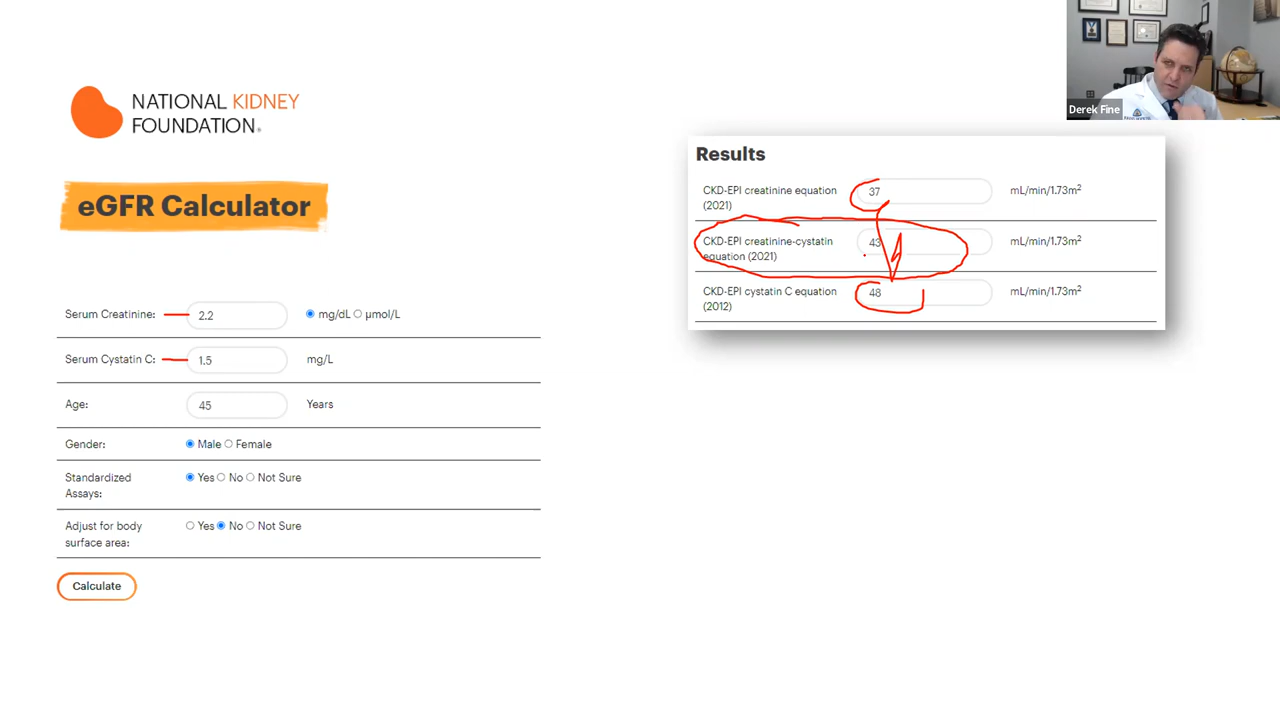 Derek Fine
NATIONAL KIDNEY
FOUNDATION®
eGFR Calculator
Serum Creatinine: 2.2 mg/dL μmol/L
Serum Cystatin C: 1.5 mg/L
Age: 45 Years
Gender: Male Female
Standardized Yes No Not Sure
Assays:
Adjust for body Yes No Not Sure
surface area:
Calculate
Results
CKD-EPI creatinine equation 37 mL/min/1.73m²
(2021)
CKD-EPI creatinine-cystatin 43 mL/min/1.73m²
equation (2021)
CKD-EPI cystatin C equation 48 mL/min/1.73m²
(2012)